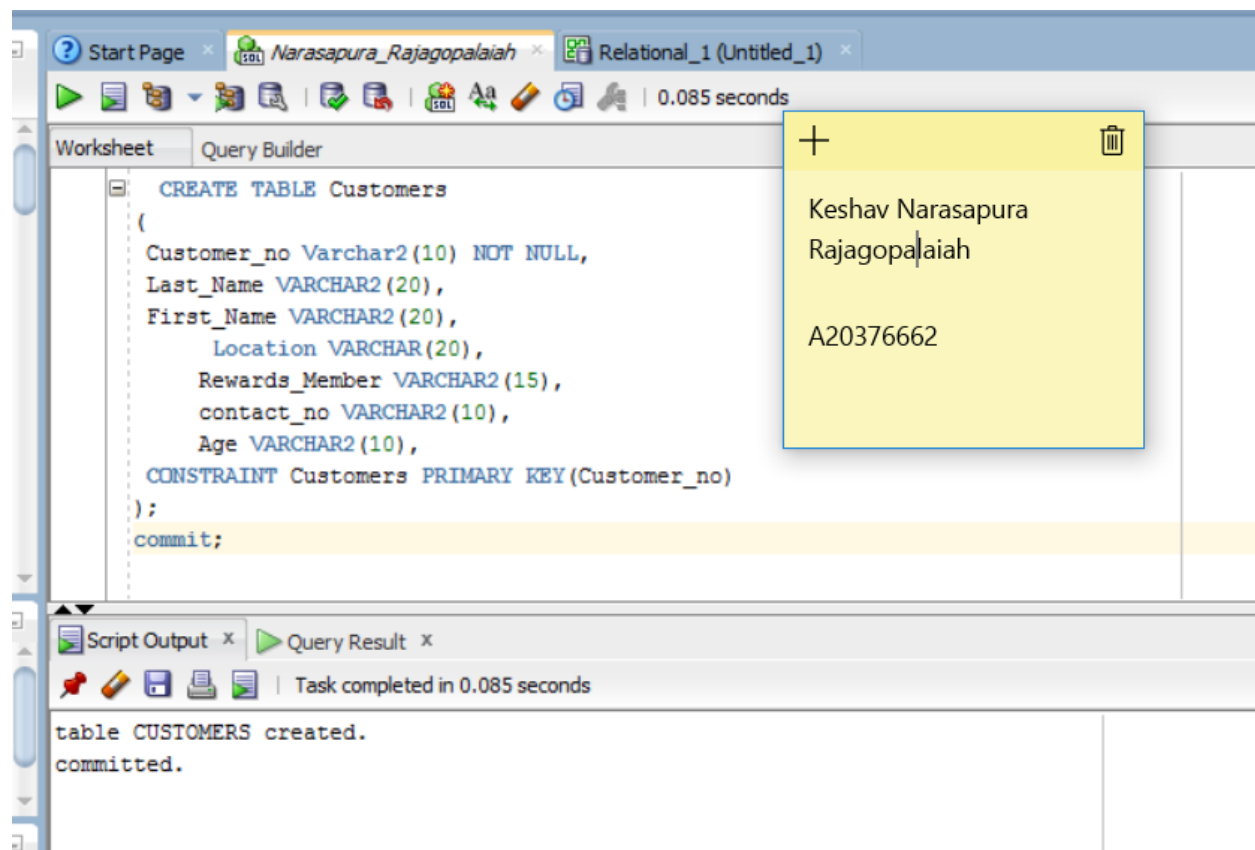 Start Page
Narasapura_Rajagopalaiah
Relational_1 (Untitled_1)
0.085 seconds
Worksheet
Query Builder
CREATE TABLE Customers
(
Customer_no Varchar2(10) NOT NULL,
Last_Name VARCHAR2(20),
First_Name VARCHAR2(20),
Location VARCHAR(20),
Rewards_Member VARCHAR2(15),
contact_no VARCHAR2(10),
Age VARCHAR2(10),
CONSTRAINT Customers PRIMARY KEY(Customer_no)
);
commit;
Keshav Narasapura
Rajagopalaiah
A20376662
Script Output
Query Result
Task completed in 0.085 seconds
table CUSTOMERS created.
committed.